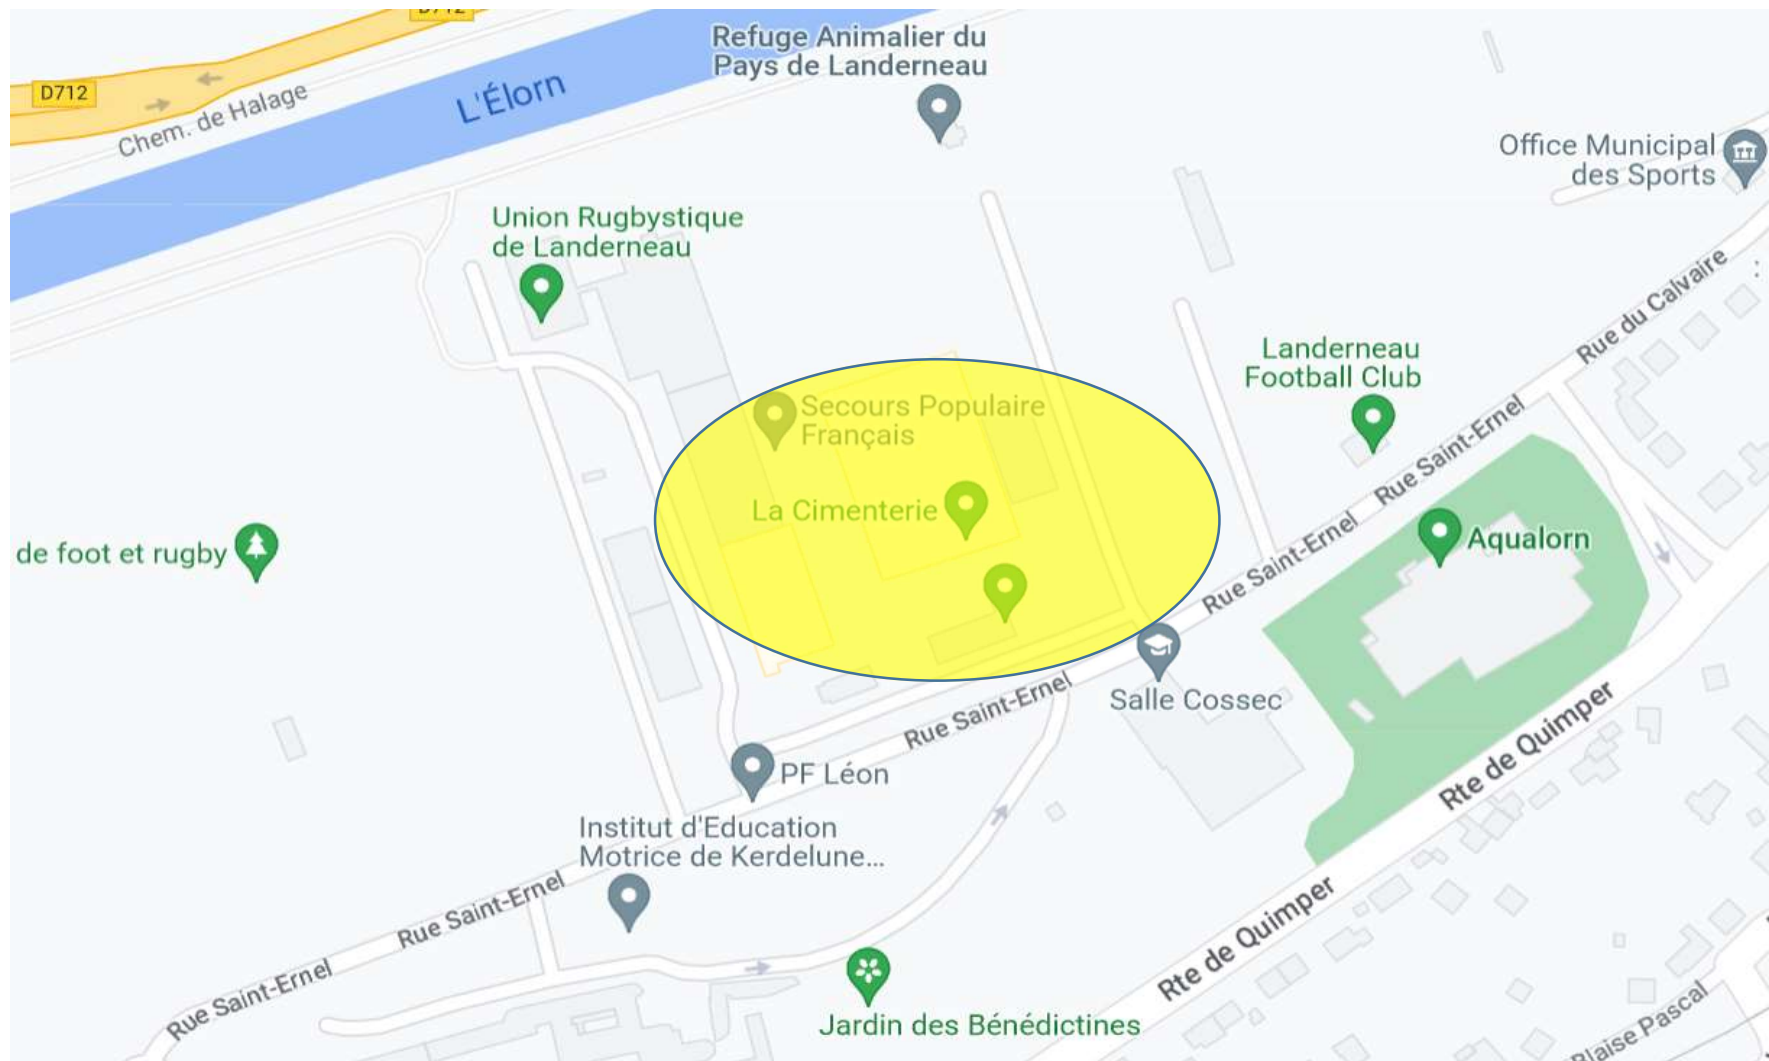 D712
Refuge Animalier du
Pays de Landerneau
D712
Chem. de Halage
L'Élorn
Office Municipal
des Sports
Union Rugbystique
de Landerneau
Rue du Calvaire
Landerneau
Football Club
Secours Populaire
Français
Rue Saint-Ernel
La Cimenterie
Rue Saint-Ernel
Aqualorn
de foot et rugby
Salle Cossec
Rue Saint-Ernel
Rte de Quimper
PF Léon
Institut d'Education
Motrice de Kerdelune...
Rue Saint-Ernel
Rte de Quimper
Rue Saint-Ernel
Jardin des Bénédictines
Blaise Pascal